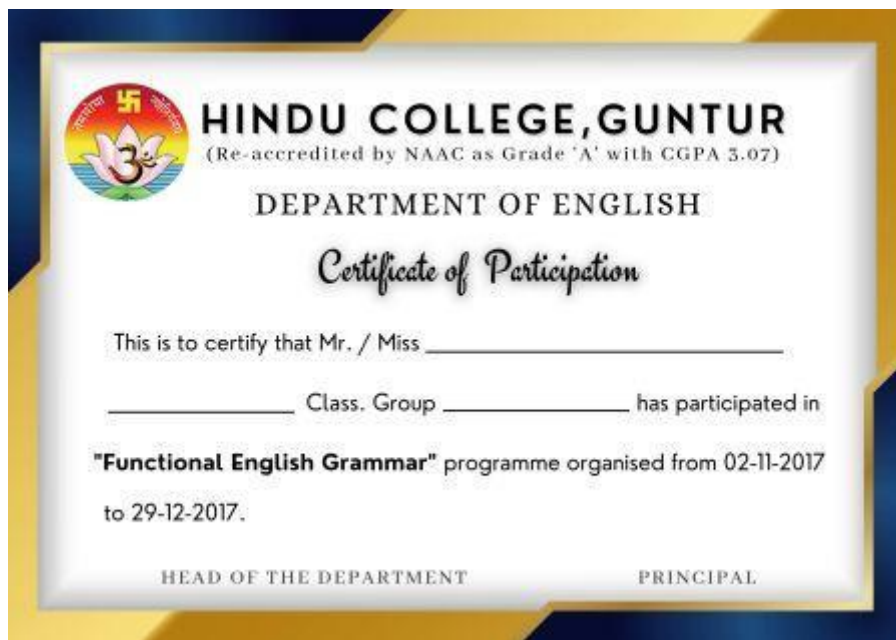 HINDU COLLEGE,GUNTUR
(Re-accredited by NAAC as Grade 'A' with CGPA 3.07)
DEPARTMENT OF ENGLISH
Certificate of Participation
This is to certify that Mr. / Miss
Class. Group has participated in
"Functional English Grammar" programme organised from 02-11-2017
to 29-12-2017.
HEAD OF THE DEPARTMENT PRINCIPAL